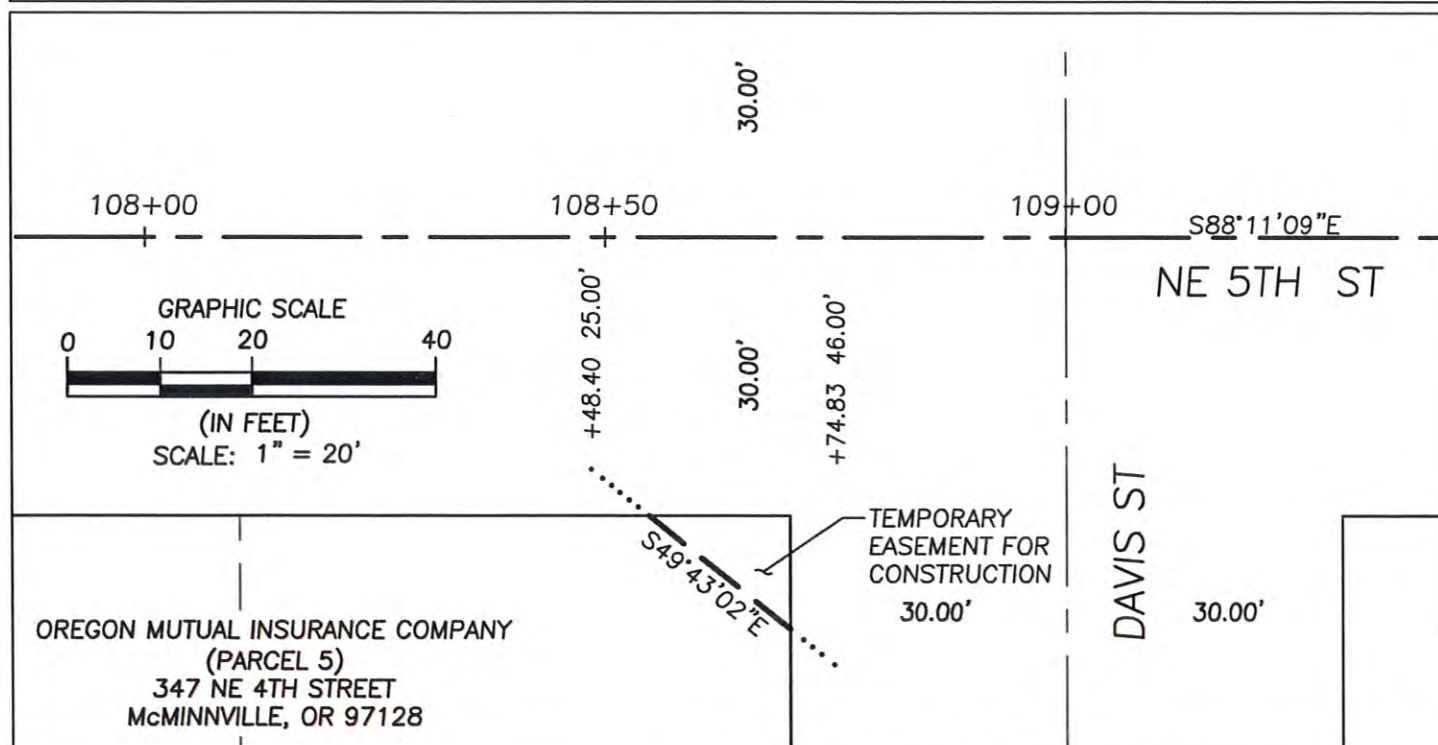 30.00'
108+00
108+50
109+00
S88°11'09"E
NE 5TH ST
GRAPHIC SCALE
0 10 20 40
(IN FEET)
SCALE: 1" = 20'
+48.40 25.00'
30.00'
+74.83 46.00'
S49°43'02"E
TEMPORARY
EASEMENT FOR
CONSTRUCTION
30.00'
DAVIS ST
30.00'
OREGON MUTUAL INSURANCE COMPANY
(PARCEL 5)
347 NE 4TH STREET
McMINNVILLE, OR 97128